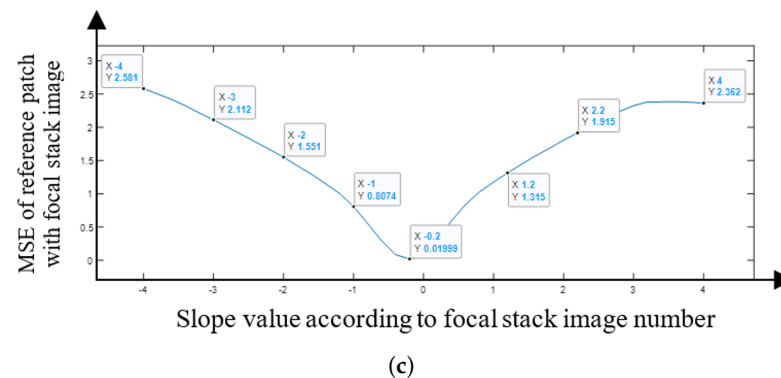 MSE of reference patch
with focal stack image
3
2.5
2
1.5
1
0.5
0
X -4
Y 2.581
X -3
Y 2.112
X -2
Y 1.551
X -1
Y 0.8074
X -0.2
Y 0.01999
X 1.2
Y 1.315
X 2.2
Y 1.915
X 4
Y 2.362
-4 -3 -2 -1 0 1 2 3 4
Slope value according to focal stack image number
(c)